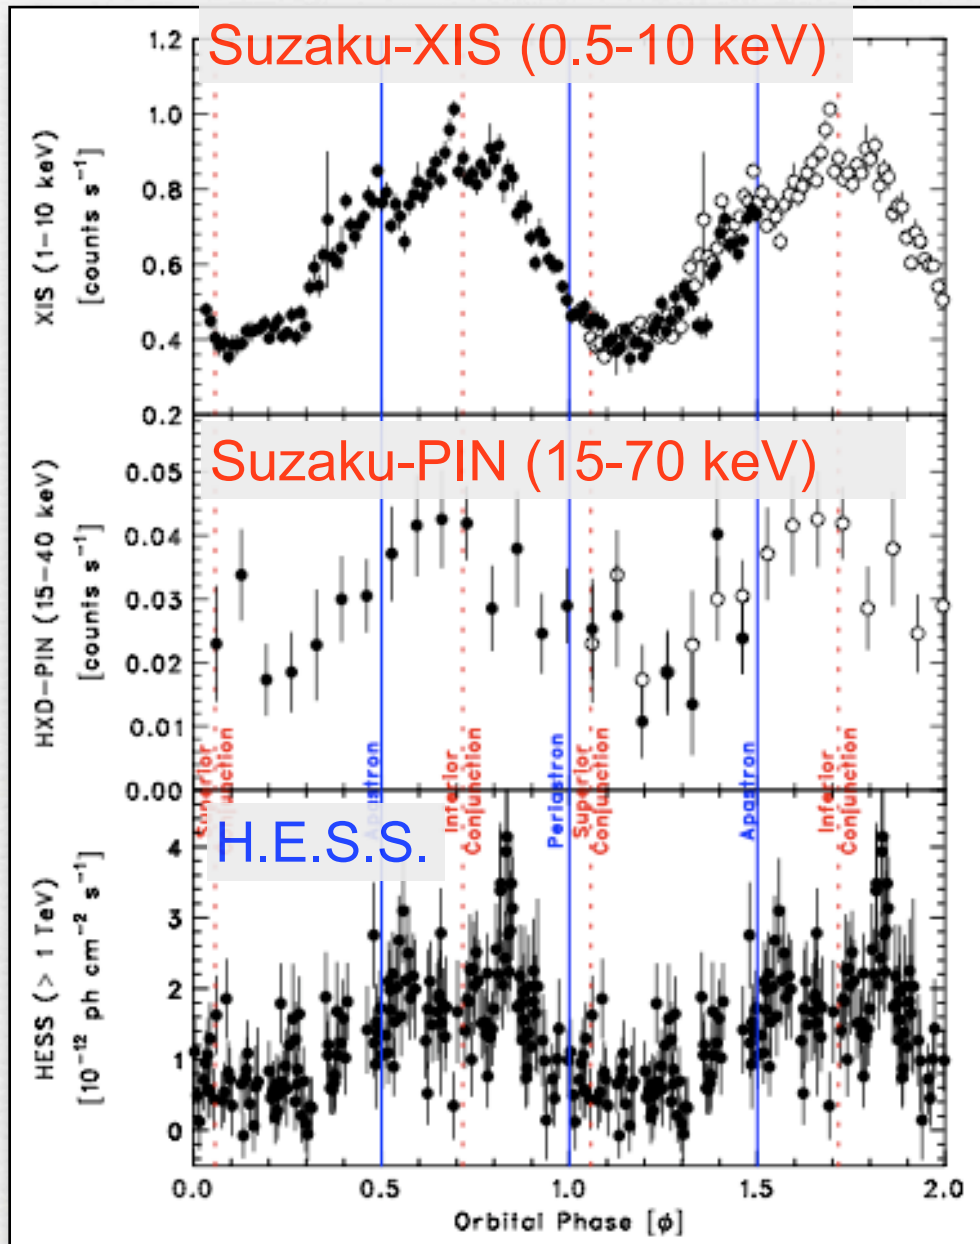 Suzaku-XIS (0.5-10 keV)
1.2
1.0
0.8
0.6
0.4
0.2
XIS (1-10 keV)
[counts s⁻¹]
Suzaku-PIN (15-70 keV)
0.05
0.04
0.03
0.02
0.01
0.00
HXD-PIN (15-40 keV)
[counts s⁻¹]
Superior
Conjunction
Apastron
Inferior
Conjunction
Periastron
Superior
Conjunction
Apastron
Inferior
Conjunction
H.E.S.S.
4
3
2
1
0
HESS (> 1 TeV)
[10⁻¹² ph cm⁻² s⁻¹]
0.0
0.5
1.0
1.5
2.0
Orbital Phase [ϕ]